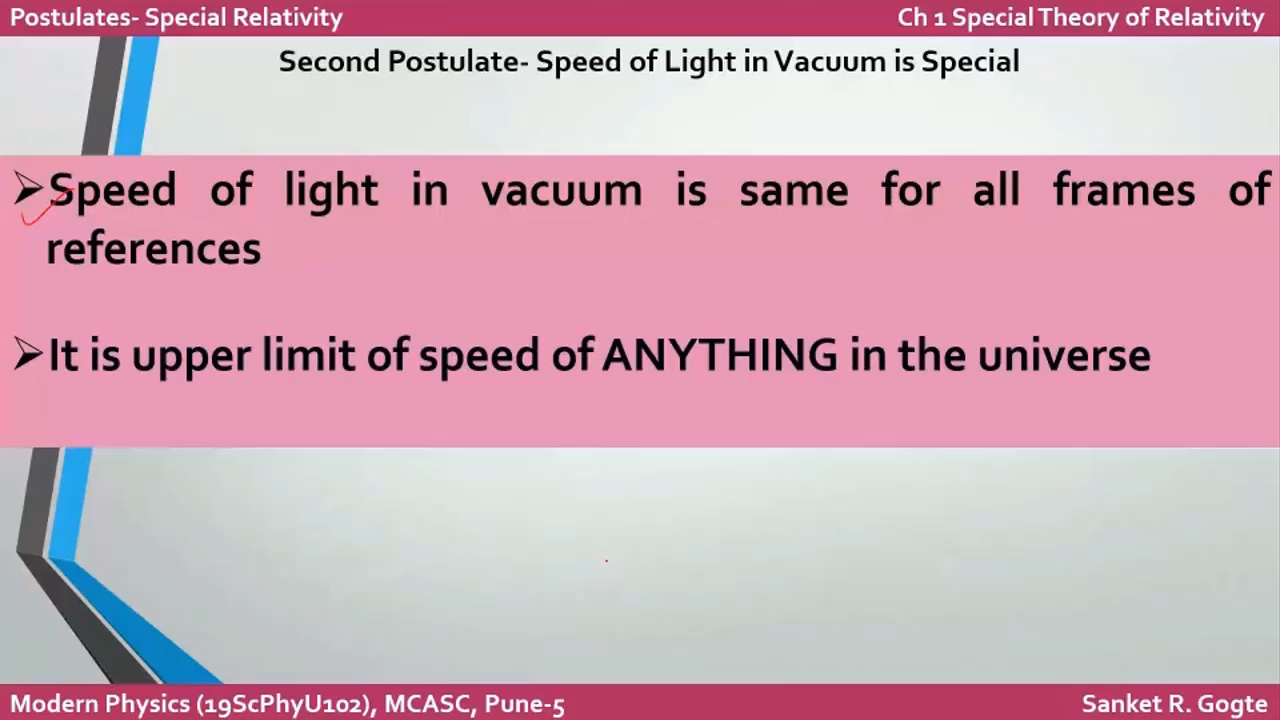 Postulates- Special Relativity
Ch 1 Special Theory of Relativity
Second Postulate- Speed of Light in Vacuum is Special
➢Speed of light in vacuum is same for all frames of
references
➢It is upper limit of speed of ANYTHING in the universe
Modern Physics (19ScPhyU102), MCASC, Pune-5
Sanket R. Gogte